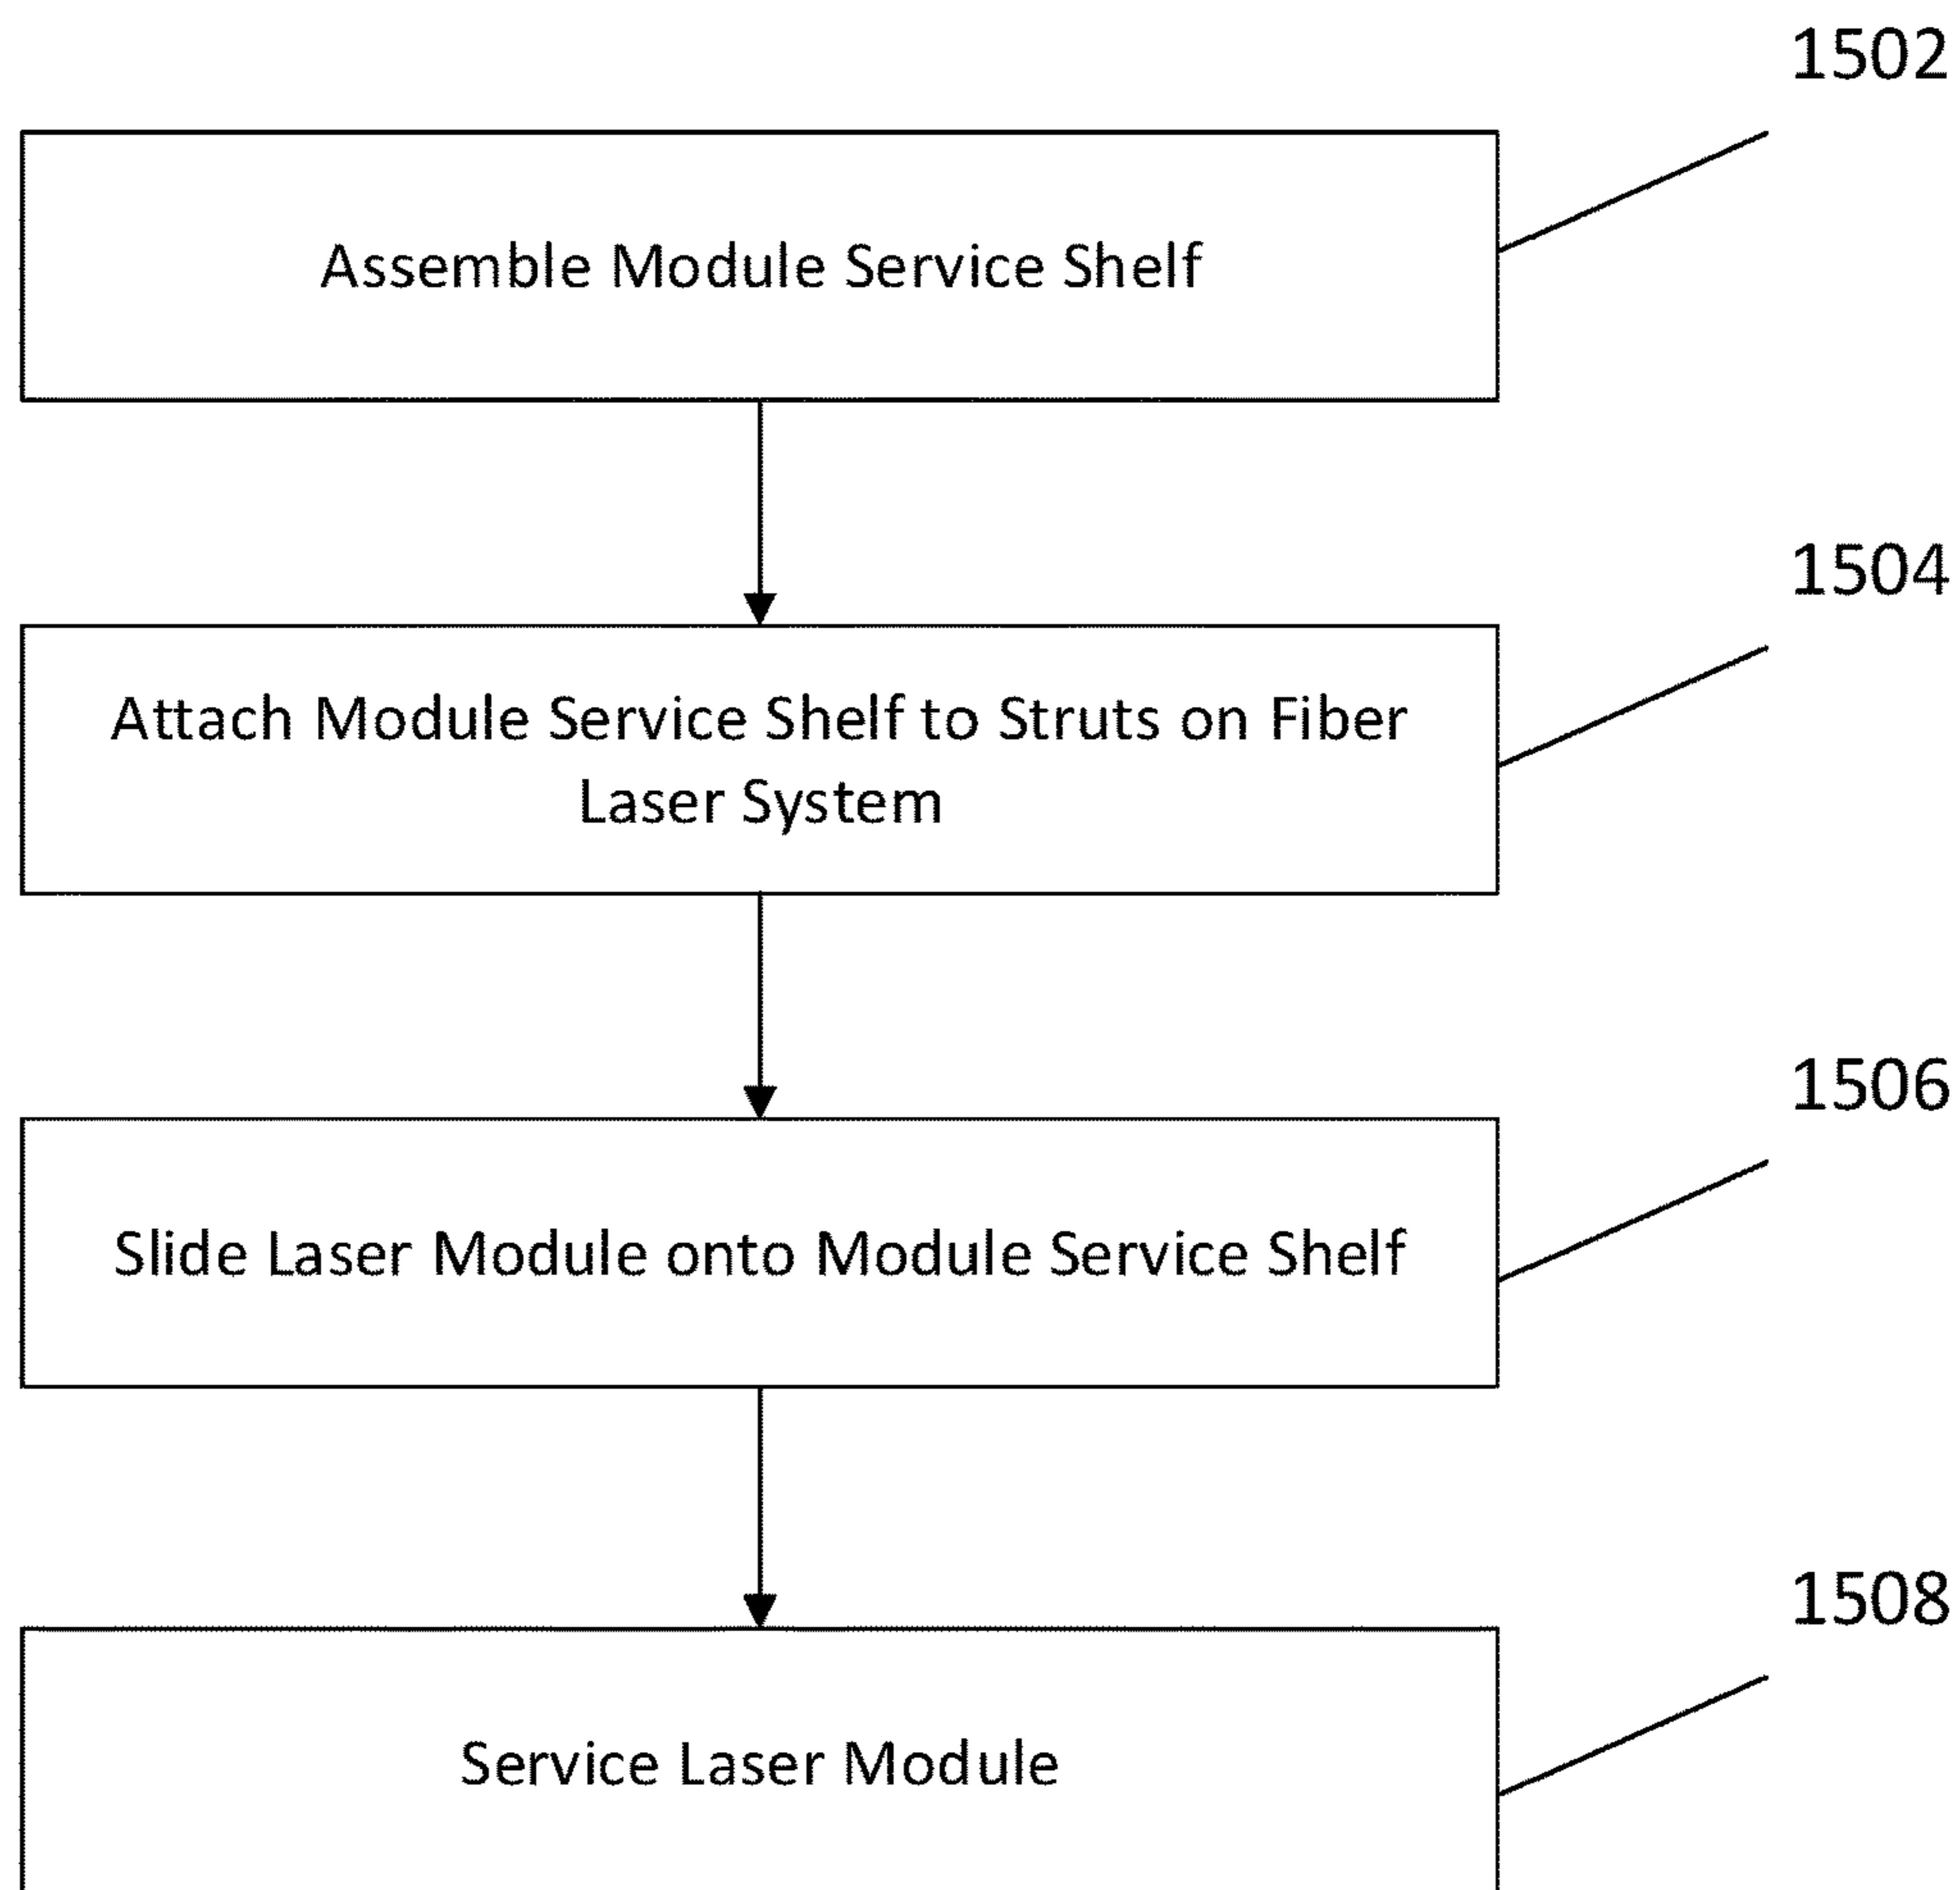 1502
Assemble Module Service Shelf
1504
Attach Module Service Shelf to Struts on Fiber
Laser System
1506
Slide Laser Module onto Module Service Shelf
1508
Service Laser Module